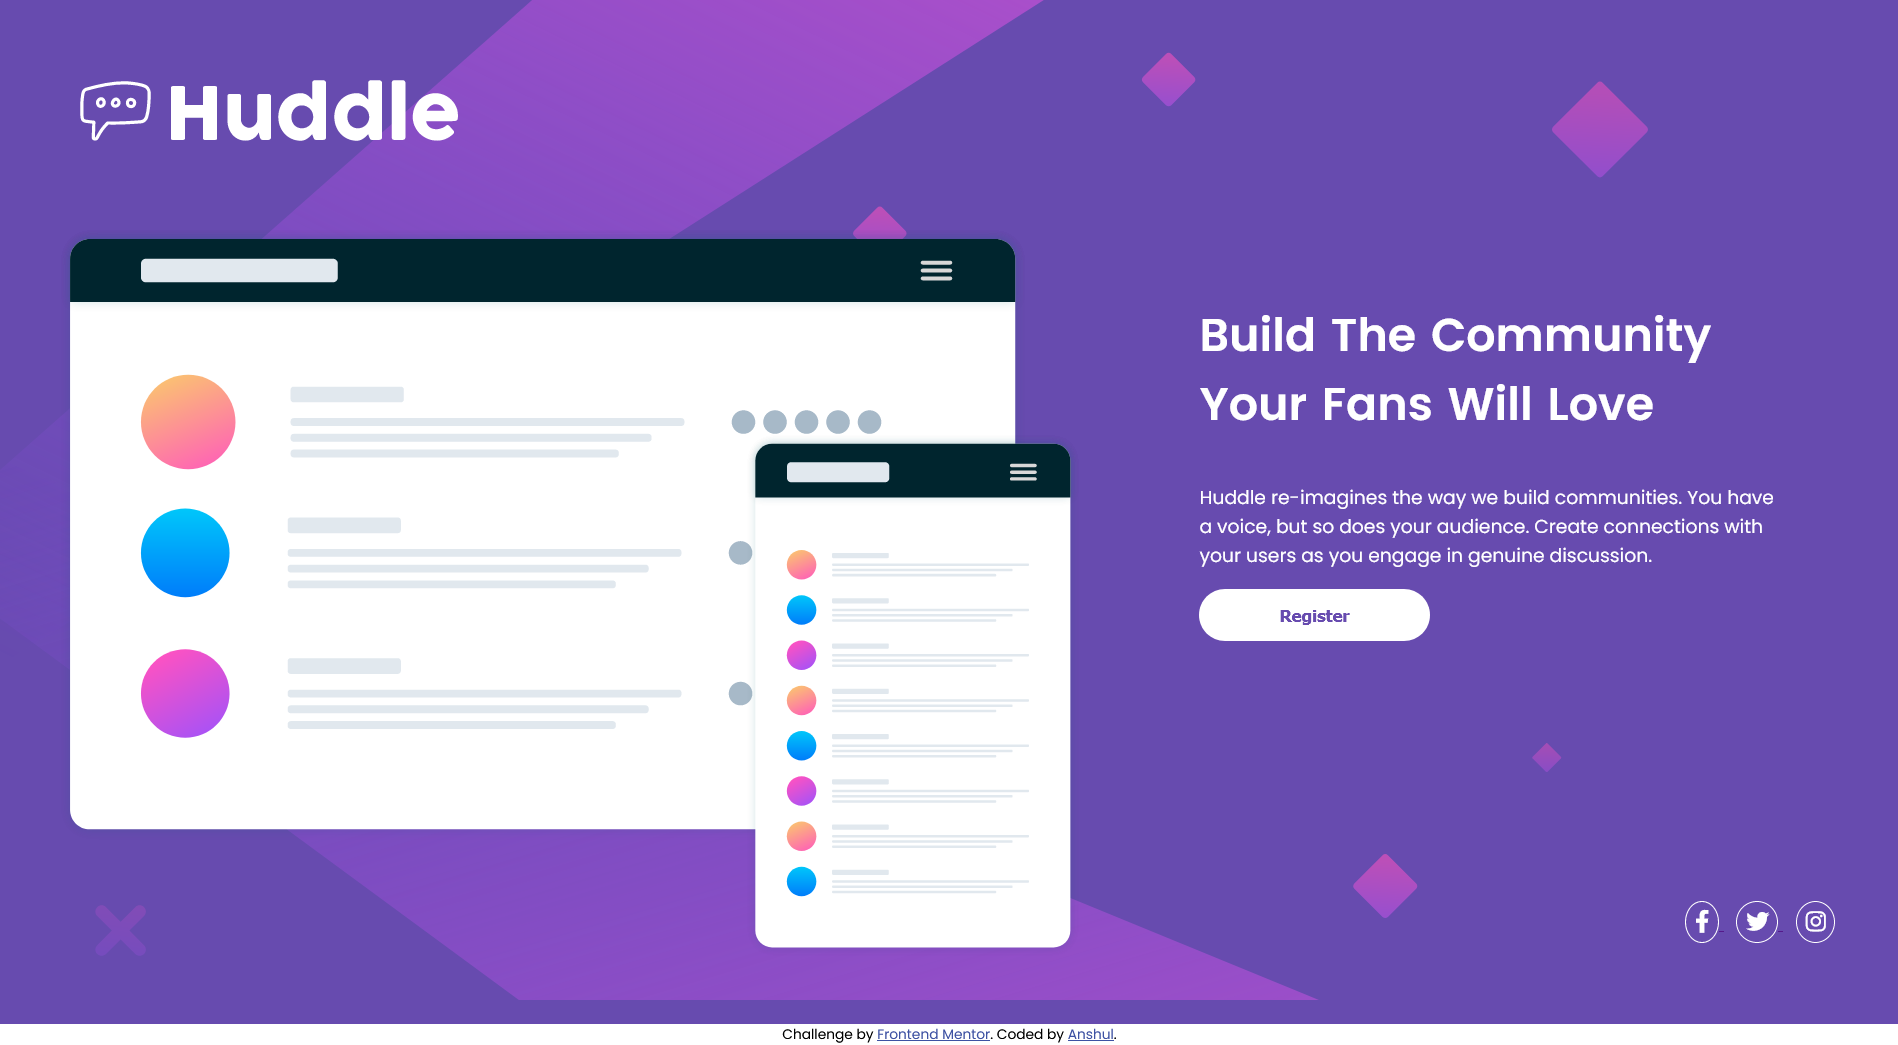 Huddle
Build The Community
Your Fans Will Love
Huddle re-imagines the way we build communities. You have
a voice, but so does your audience. Create connections with
your users as you engage in genuine discussion.
Register
Challenge by Frontend Mentor. Coded by Anshul.